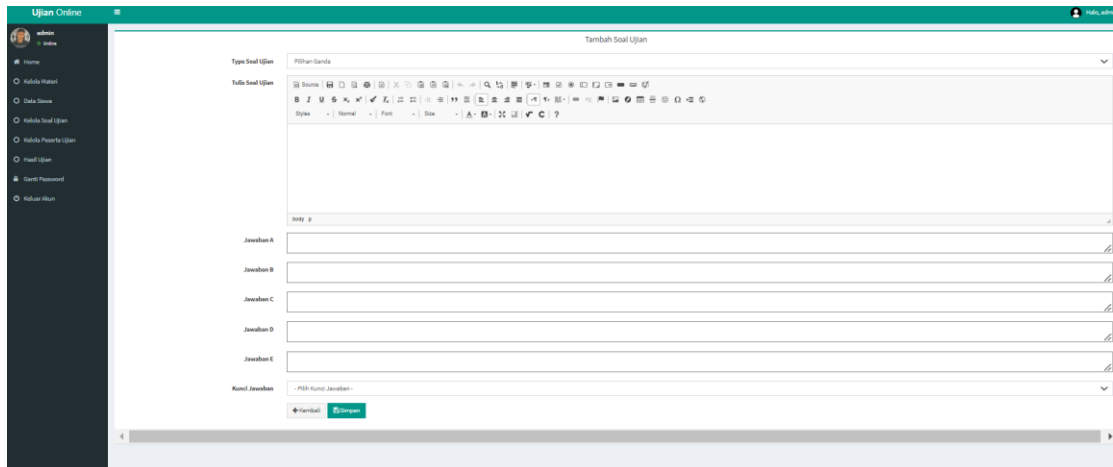 Ujian Online
Halo, adm
admin
Online
Home
Kelola Materi
Data Siswa
Kelola Soal Ujian
Kelola Peserta Ujian
Hasil Ujian
Ganti Password
Keluar Akun
Tambah Soal Ujian
Type Soal Ujian
Pilihan Ganda
Tulis Soal Ujian
Source
B I U S x x I
Styles Normal Font Size A A ?
body p
Jawaban A
Jawaban B
Jawaban C
Jawaban D
Jawaban E
Kunci Jawaban
- Pilih Kunci Jawaban -
Kembali Simpan